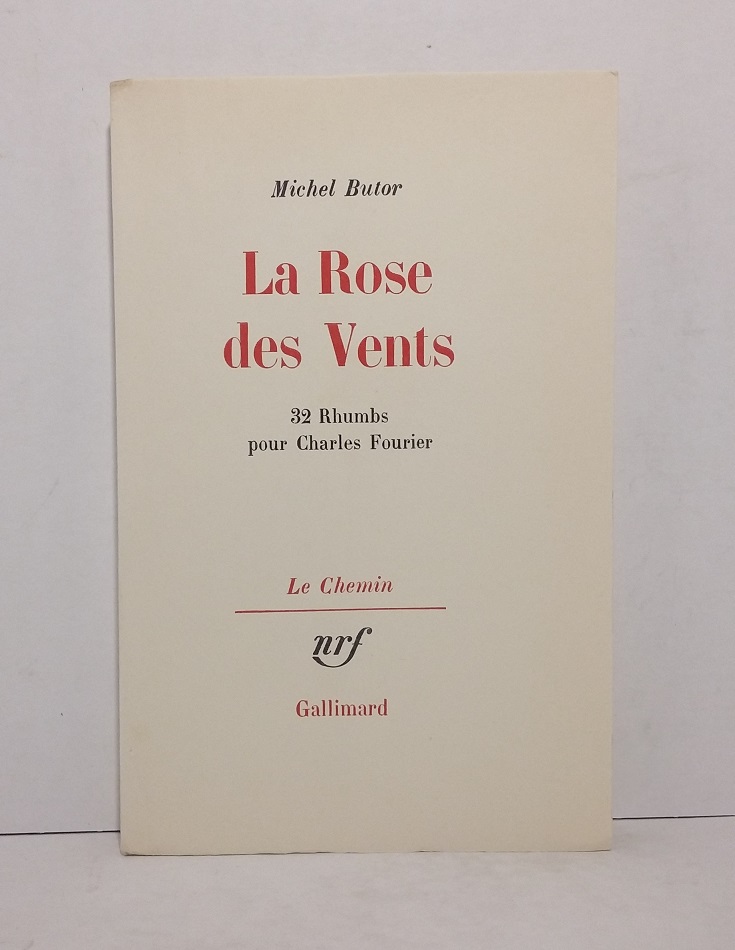 Michel Butor
La Rose
des Vents
32 Rhumbs
pour Charles Fourier
Le Chemin
nrf
Gallimard